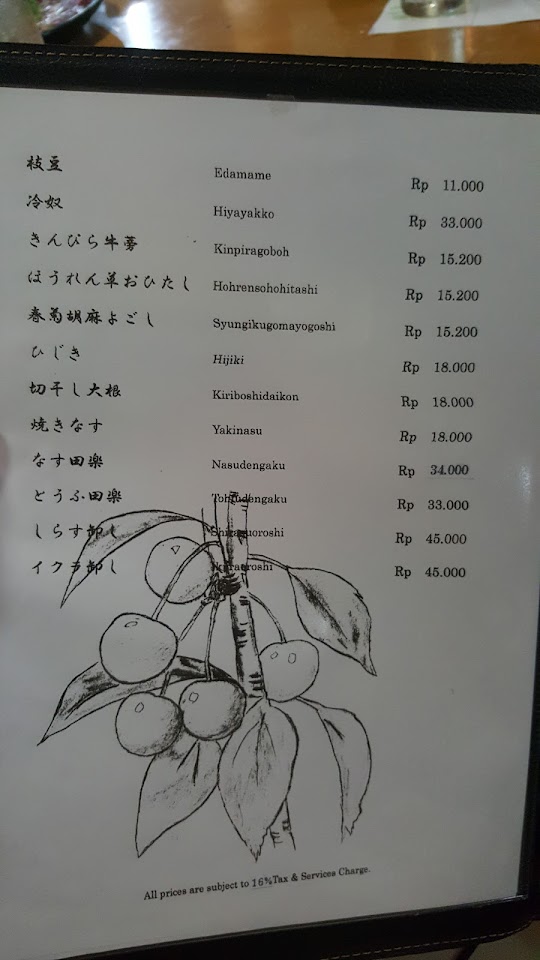 枝豆 Edamame Rp 11.000
冷奴 Hiyayakko Rp 33.000
きんぴら牛蒡 Kinpiragoboh Rp 15.200
ほうれん草おひたし Hohrensohohitashi Rp 15.200
春菊胡麻よごし Syungikugomayogoshi Rp 15.200
ひじき Hijiki Rp 18.000
切干し大根 Kiriboshidaikon Rp 18.000
焼きなす Yakinasu Rp 18.000
なす田楽 Nasudengaku Rp 34.000
とうふ田楽 Tohfudengaku Rp 33.000
しらす卸し Shirasuoroshi Rp 45.000
イクラ卸し Ikuraoroshi Rp 45.000
All prices are subject to 16%Tax & Services Charge.